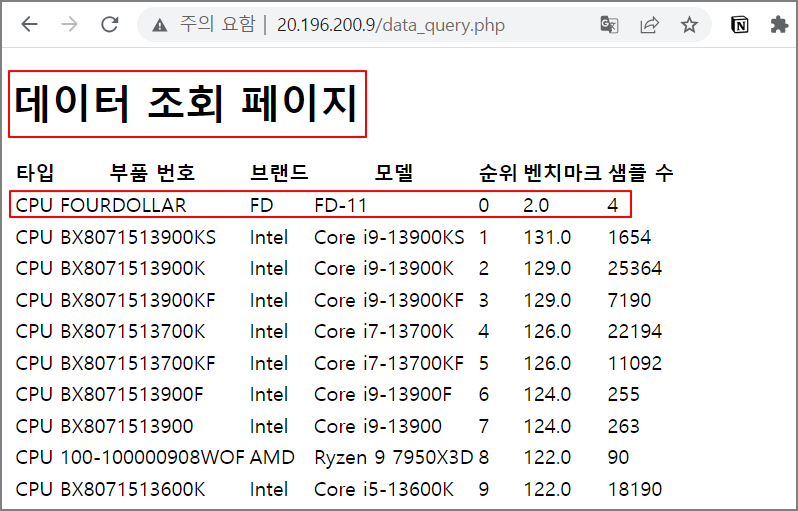 주의 요함 | 20.196.200.9/data_query.php
데이터 조회 페이지
타입 부품 번호 브랜드 모델 순위 벤치마크 샘플 수
CPU FOURDOLLAR FD FD-11 0 2.0 4
CPU BX8071513900KS Intel Core i9-13900KS 1 131.0 1654
CPU BX8071513900K Intel Core i9-13900K 2 129.0 25364
CPU BX8071513900KF Intel Core i9-13900KF 3 129.0 7190
CPU BX8071513700K Intel Core i7-13700K 4 126.0 22194
CPU BX8071513700KF Intel Core i7-13700KF 5 126.0 11092
CPU BX8071513900F Intel Core i9-13900F 6 124.0 255
CPU BX8071513900 Intel Core i9-13900 7 124.0 263
CPU 100-100000908WOF AMD Ryzen 9 7950X3D 8 122.0 90
CPU BX8071513600K Intel Core i5-13600K 9 122.0 18190